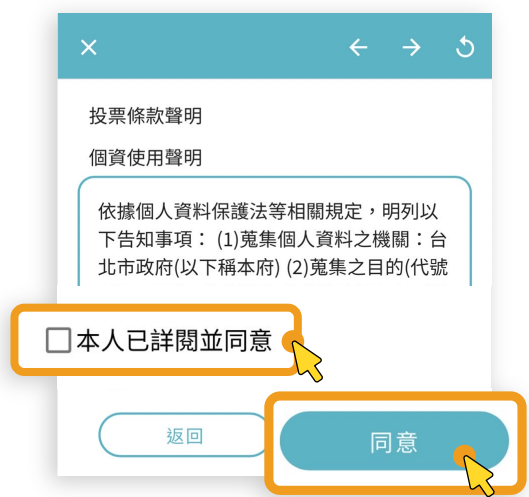 投票條款聲明
個資使用聲明
依據個人資料保護法等相關規定，明列以
下告知事項： (1)蒐集個人資料之機關：台
北市政府(以下稱本府) (2)蒐集之目的(代號
本人已詳閱並同意
返回
同意